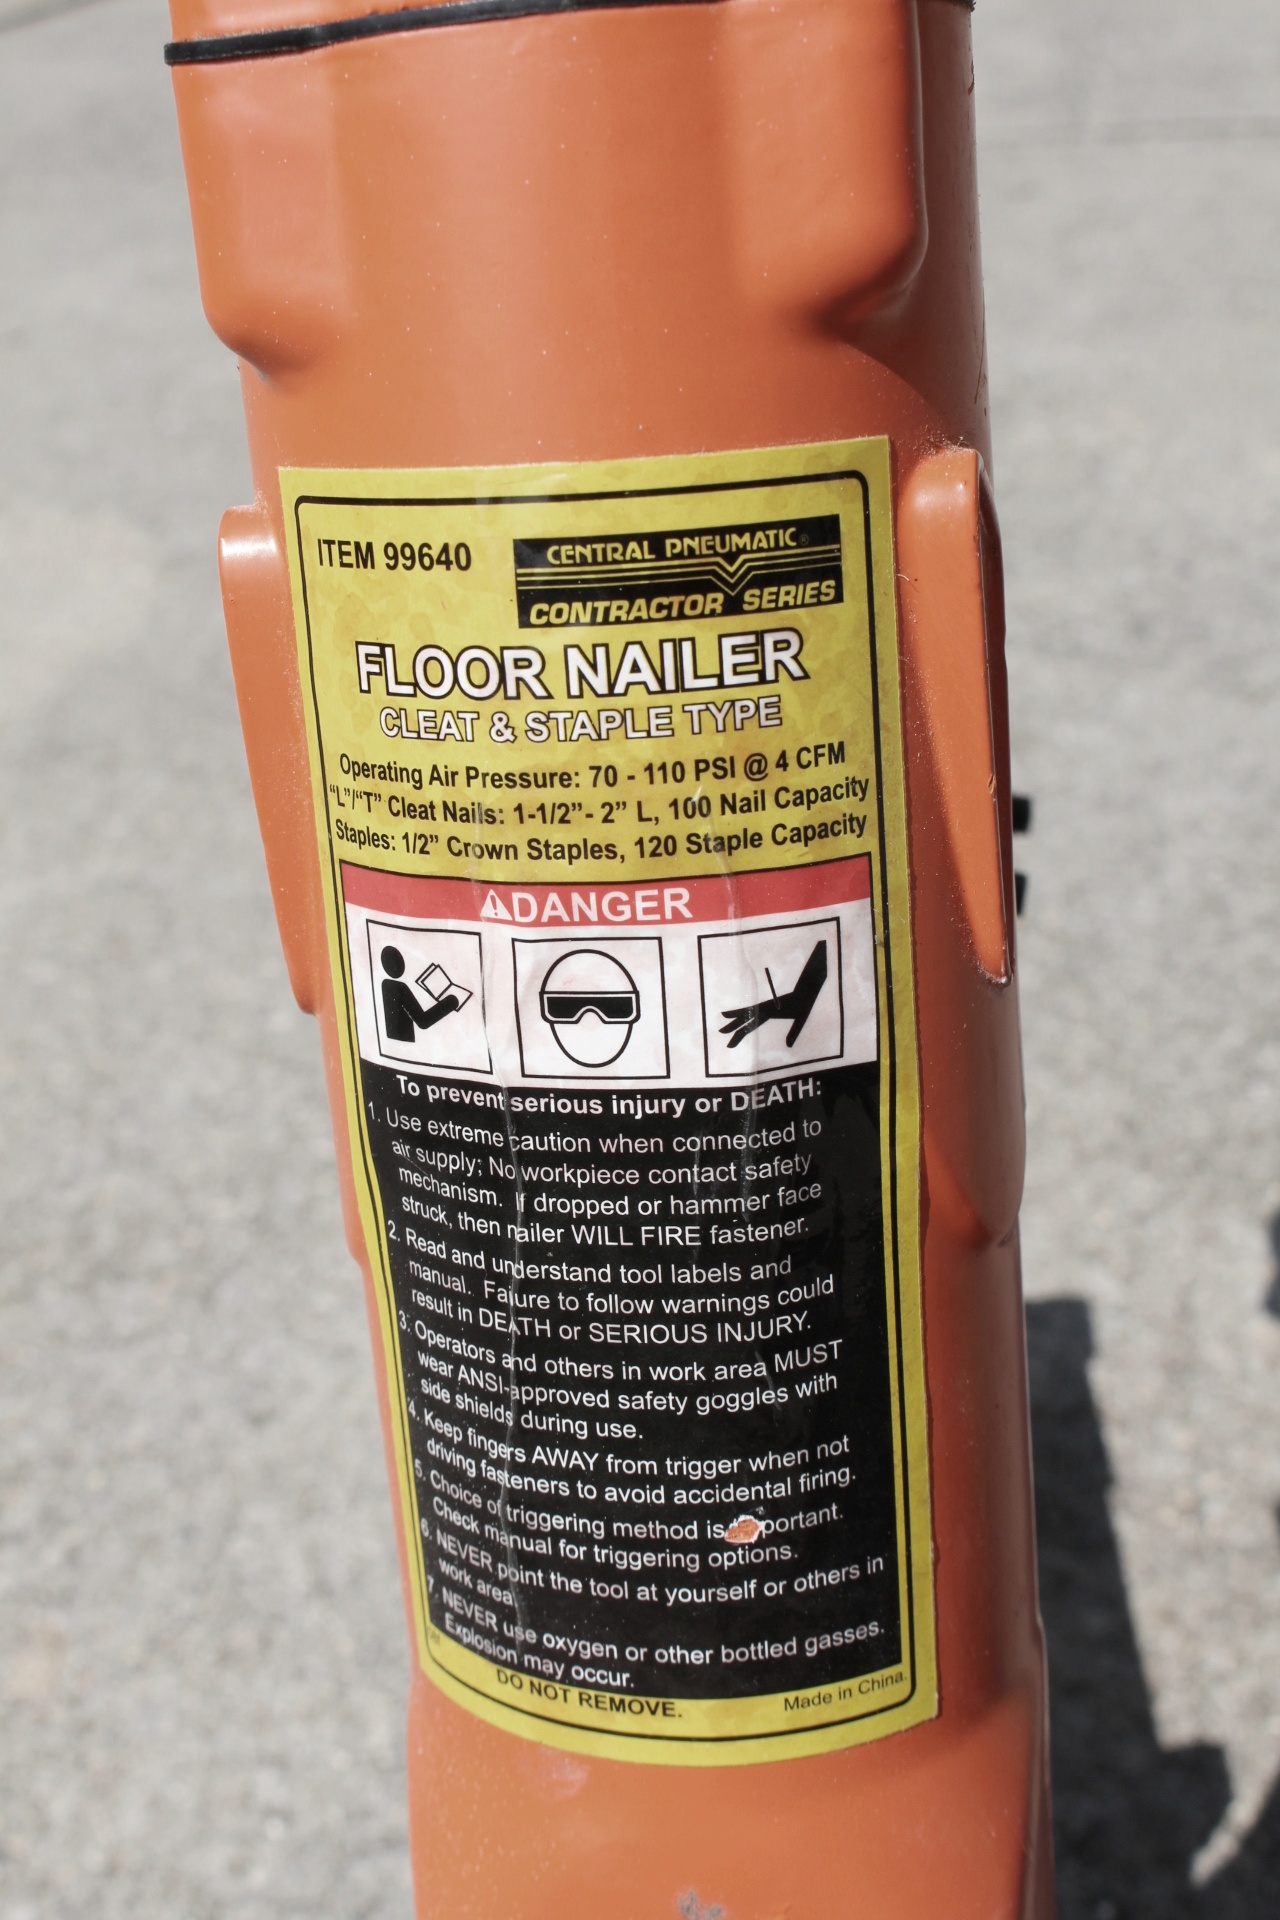 ITEM 99640
CENTRAL PNEUMATIC®
CONTRACTOR SERIES
FLOOR NAILER
CLEAT & STAPLE TYPE
Operating Air Pressure: 70 - 110 PSI @ 4 CFM
“L”/“T” Cleat Nails: 1-1/2”- 2” L, 100 Nail Capacity
Staples: 1/2” Crown Staples, 120 Staple Capacity
DANGER
To prevent serious injury or DEATH:
1. Use extreme caution when connected to
air supply; No workpiece contact safety
mechanism. If dropped or hammer face
struck, then nailer WILL FIRE fastener.
2. Read and understand tool labels and
manual. Failure to follow warnings could
result in DEATH or SERIOUS INJURY.
3. Operators and others in work area MUST
wear ANSI-approved safety goggles with
side shields during use.
4. Keep fingers AWAY from trigger when not
driving fasteners to avoid accidental firing.
5. Choice of triggering method is portant.
Check manual for triggering options.
6. NEVER point the tool at yourself or others in
work area.
7. NEVER use oxygen or other bottled gasses.
Explosion may occur.
DO NOT REMOVE.
Made in China.